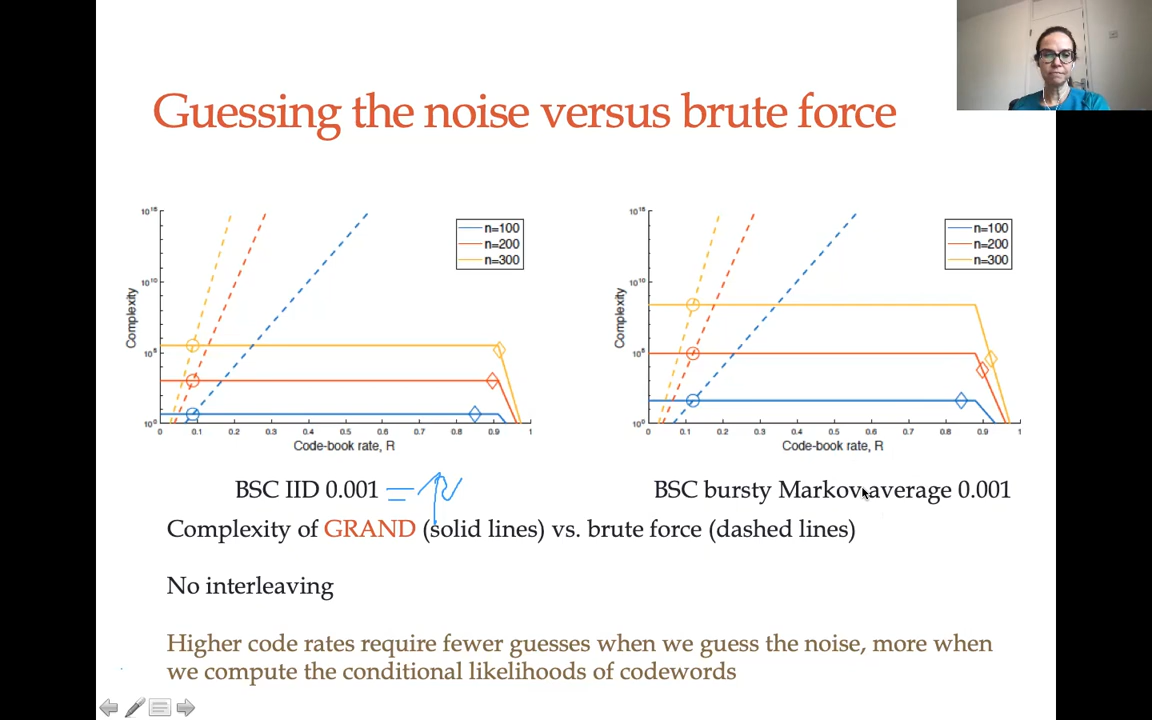 Guessing the noise versus brute force
10^15
10^10
10^5
10^0
Complexity
0 0.1 0.2 0.3 0.4 0.5 0.6 0.7 0.8 0.9 1
Code-book rate, R
n=100
n=200
n=300
10^15
10^10
10^5
10^0
Complexity
0 0.1 0.2 0.3 0.4 0.5 0.6 0.7 0.8 0.9 1
Code-book rate, R
n=100
n=200
n=300
BSC IID 0.001 =
BSC bursty Markov average 0.001
Complexity of GRAND (solid lines) vs. brute force (dashed lines)
No interleaving
Higher code rates require fewer guesses when we guess the noise, more when
we compute the conditional likelihoods of codewords